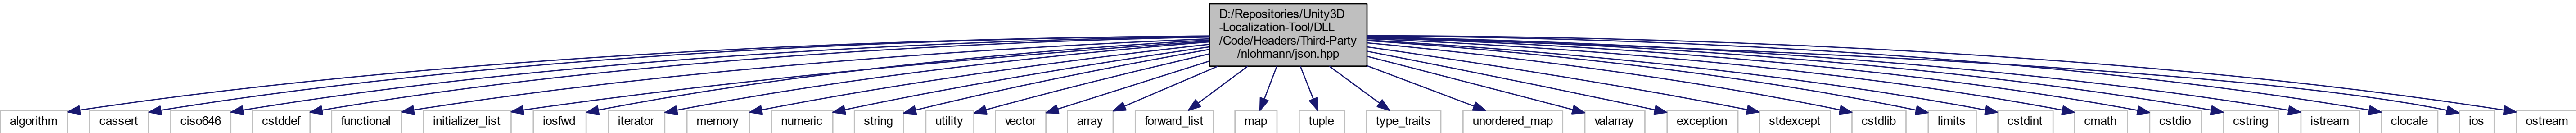 D:/Repositories/Unity3D
-Localization-Tool/DLL
/Code/Headers/Third-Party
/nlohmann/json.hpp
algorithm
cassert
ciso646
cstddef
functional
initializer_list
iosfwd
iterator
memory
numeric
string
utility
vector
array
forward_list
map
tuple
type_traits
unordered_map
valarray
exception
stdexcept
cstdlib
limits
cstdint
cmath
cstdio
cstring
istream
clocale
ios
ostream